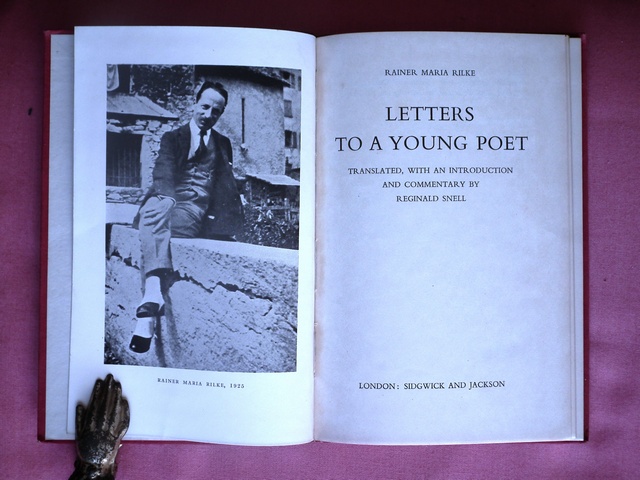 RAINER MARIA RILKE, 1925
RAINER MARIA RILKE
LETTERS
TO A YOUNG POET
TRANSLATED, WITH AN INTRODUCTION
AND COMMENTARY BY
REGINALD SNELL
LONDON: SIDGWICK AND JACKSON